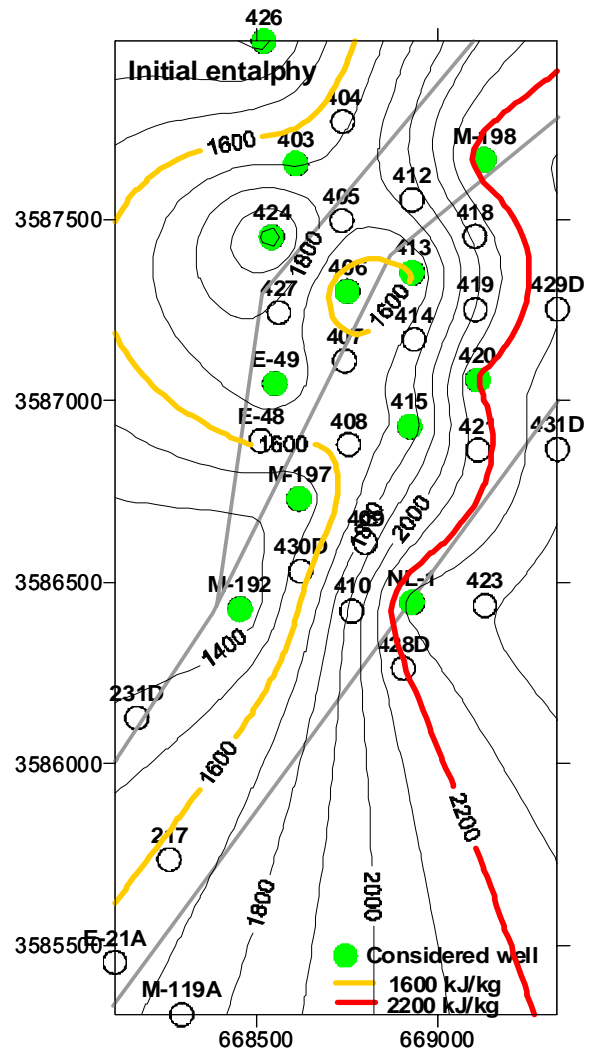 426
Initial entalphy
404
1600
403
M-198
412
405
3587500
424
418
1800
413
406
427
419
429D
1600
414
407
E-49
420
3587000
415
431D
E-48
1600
408
421
M-197
2000
1800
409
430D
3586500
M-192
410
NL-1
423
1400
428D
231D
3586000
1600
2200
217
1800
2000
3585500
E-21A
Considered well
M-119A
1600 kJ/kg
2200 kJ/kg
668500
669000